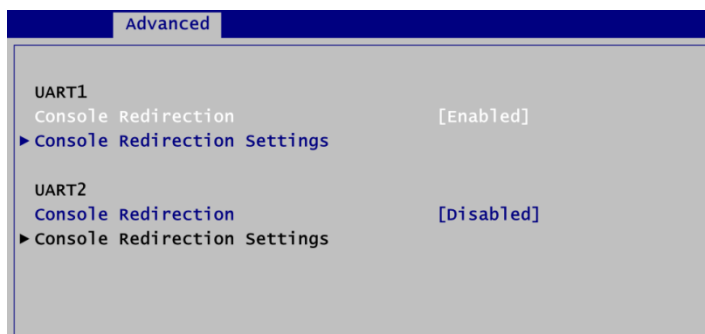 Advanced
UART1
Console Redirection [Enabled]
►Console Redirection Settings
UART2
Console Redirection [Disabled]
►Console Redirection Settings